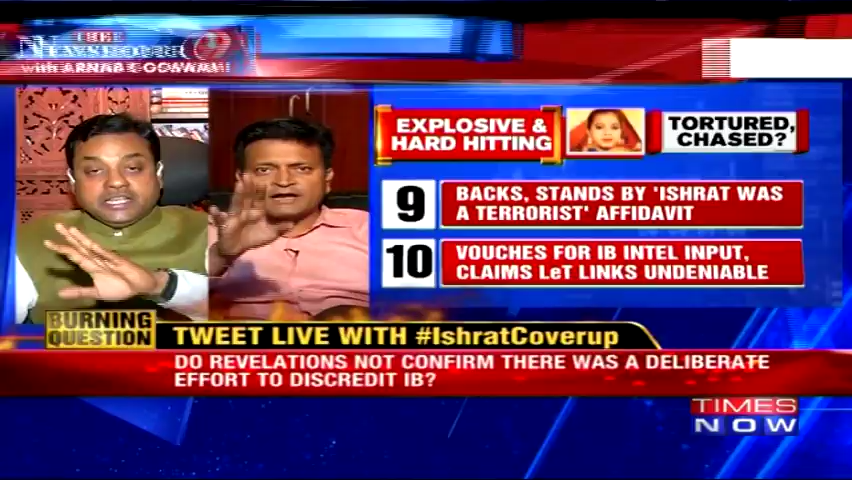 THE
NEWSHOUR 9
with ARNAB GOSWAMI
EXPLOSIVE &
HARD HITTING
TORTURED,
CHASED?
9
BACKS, STANDS BY 'ISHRAT WAS
A TERRORIST' AFFIDAVIT
10
VOUCHES FOR IB INTEL INPUT,
CLAIMS LeT LINKS UNDENIABLE
BURNING
QUESTION
TWEET LIVE WITH #IshratCoverup
DO REVELATIONS NOT CONFIRM THERE WAS A DELIBERATE
EFFORT TO DISCREDIT IB?
TIMES
NOW